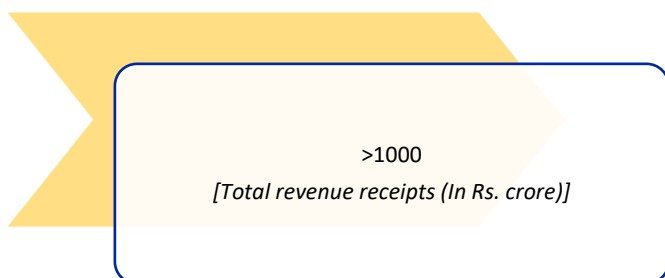 >1000
[Total revenue receipts (In Rs. crore)]